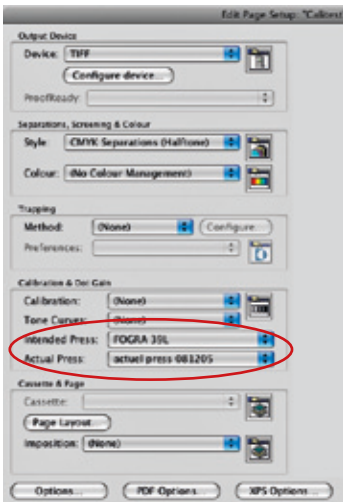 Edit Page Setup: "Calitest
Output Device
Device: TIFF
Configure device...
ProofReady:
Separations, Screening & Colour
Style: CMYK Separations (Halftone)
Colour: (No Colour Management)
Trapping
Method: (None) Configure...
Preferences:
Calibration & Dot Gain
Calibration: (None)
Tone Curves: (None)
Intended Press: FOGRA 39L
Actual Press: actuel press 081205
Cassette & Page
Cassette:
Page Layout...
Imposition: (None)
Options... PDF Options... XPS Options...